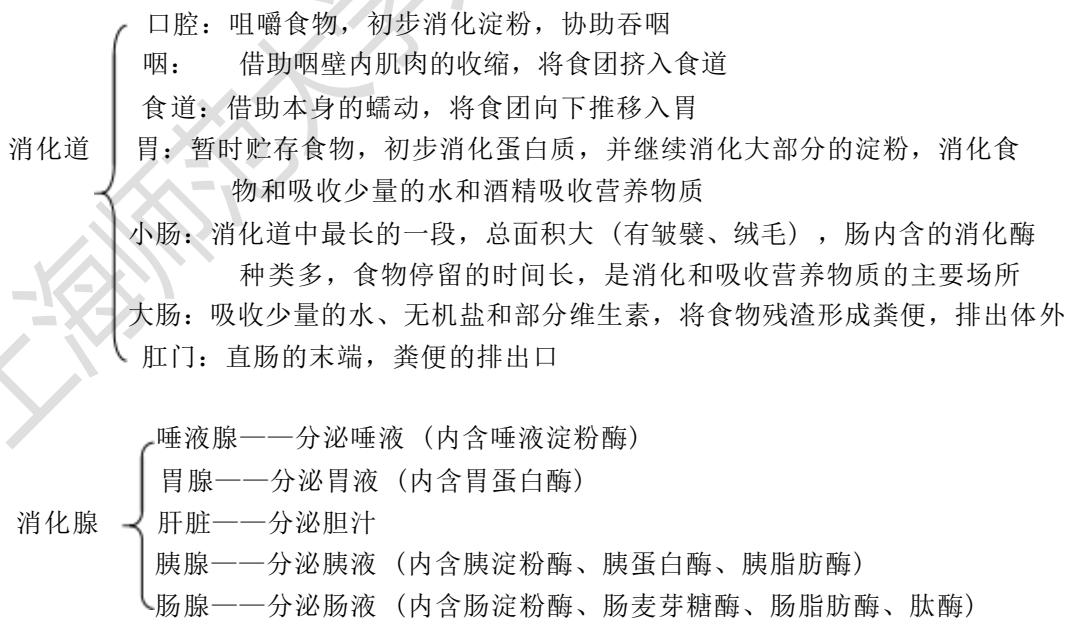 口腔：咀嚼食物，初步消化淀粉，协助吞咽
咽：  借助咽壁内肌肉的收缩，将食团挤入食道
食道：借助本身的蠕动，将食团向下推移入胃
消化道
胃：暂时贮存食物，初步消化蛋白质，并继续消化大部分的淀粉，消化食
物和吸收少量的水和酒精吸收营养物质
小肠：消化道中最长的一段，总面积大（有皱襞、绒毛），肠内含的消化酶
种类多，食物停留的时间长，是消化和吸收营养物质的主要场所
大肠：吸收少量的水、无机盐和部分维生素，将食物残渣形成粪便，排出体外
肛门：直肠的末端，粪便的排出口
唾液腺——分泌唾液（内含唾液淀粉酶）
胃腺——分泌胃液（内含胃蛋白酶）
消化腺
肝脏——分泌胆汁
胰腺——分泌胰液（内含胰淀粉酶、胰蛋白酶、胰脂肪酶）
肠腺——分泌肠液（内含肠淀粉酶、肠麦芽糖酶、肠脂肪酶、肽酶）
上海师范大学